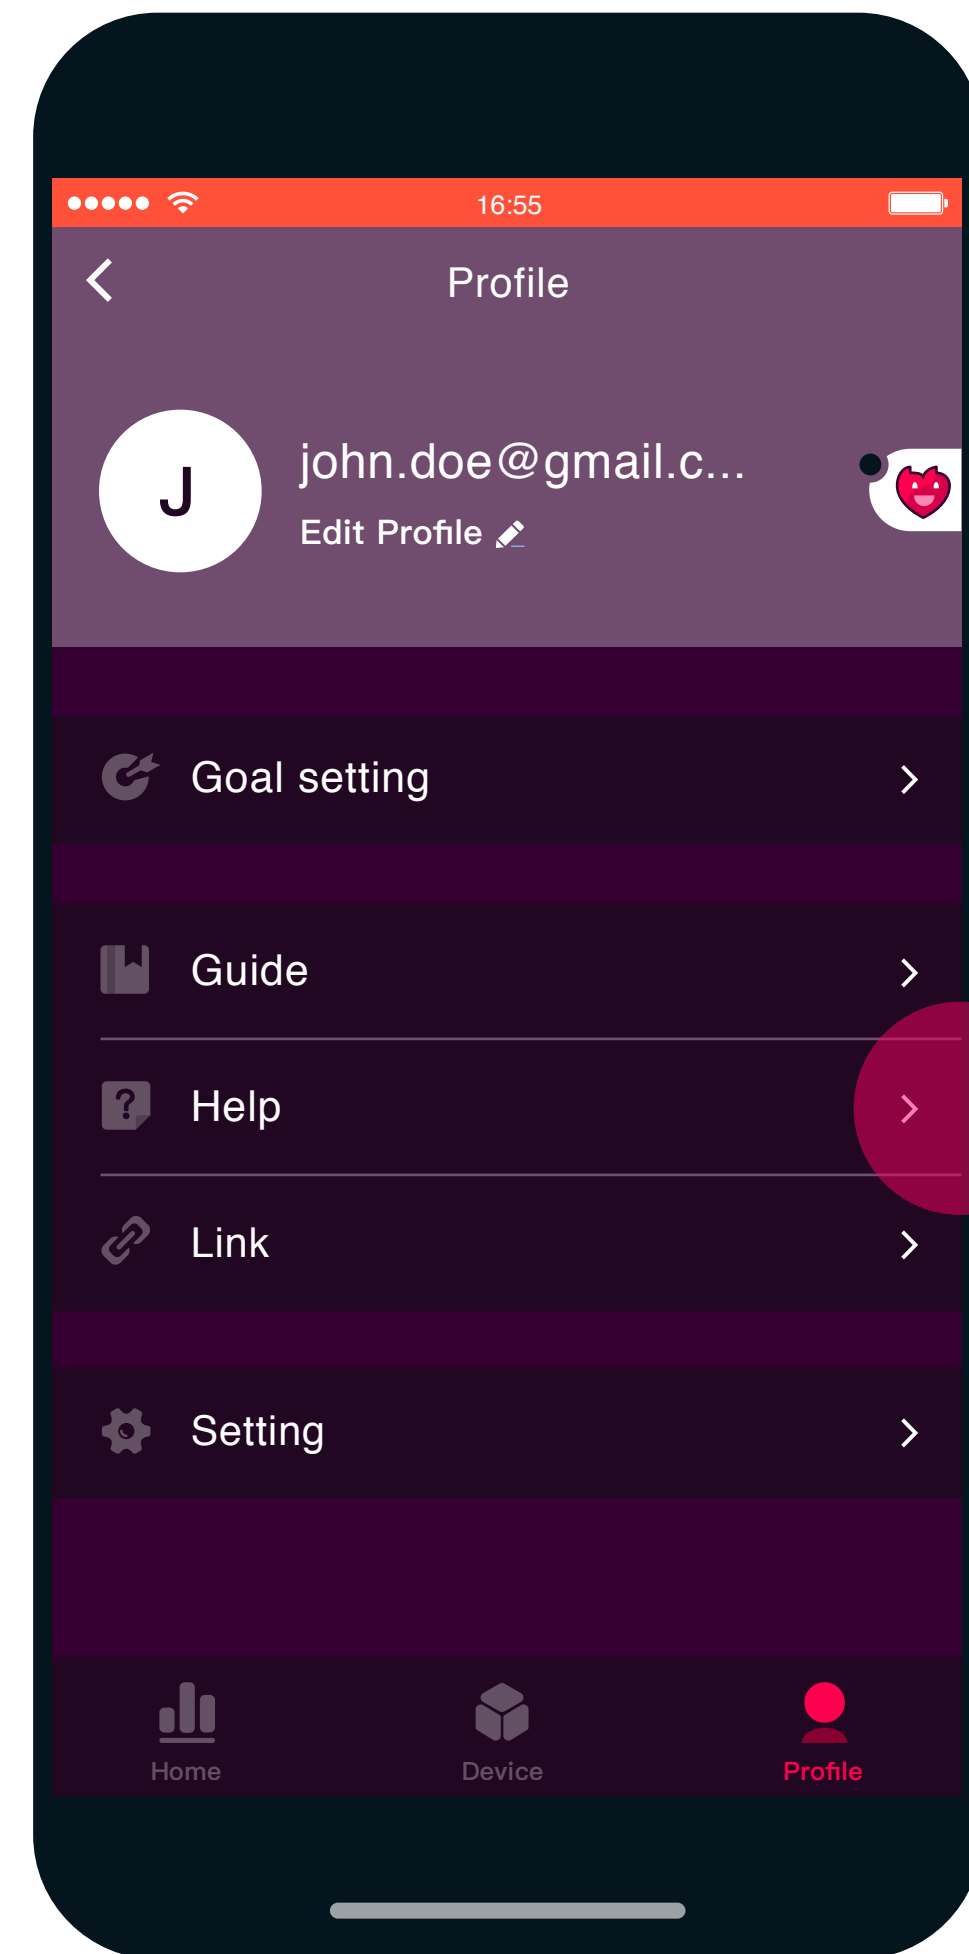 16:55
Profile
J
john.doe@gmail.c...
Edit Profile
Goal setting
Guide
Help
Link
Setting
Home
Device
Profile